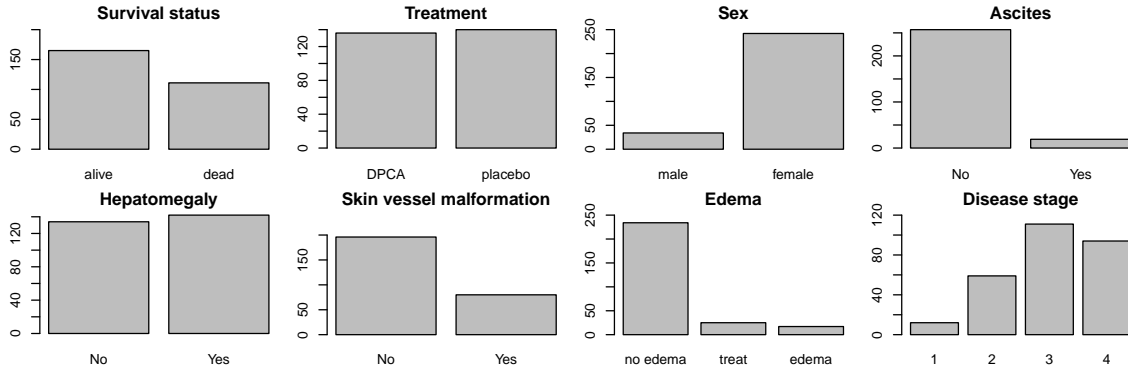 Survival status
0
50
150
alive
dead
Treatment
0
40
80
120
DPCA
placebo
Sex
0
50
150
250
male
female
Ascites
0
100
200
No
Yes
Hepatomegaly
0
40
80
120
No
Yes
Skin vessel malformation
0
50
150
No
Yes
Edema
0
50
150
250
no edema
treat
edema
Disease stage
0
40
80
120
1
2
3
4